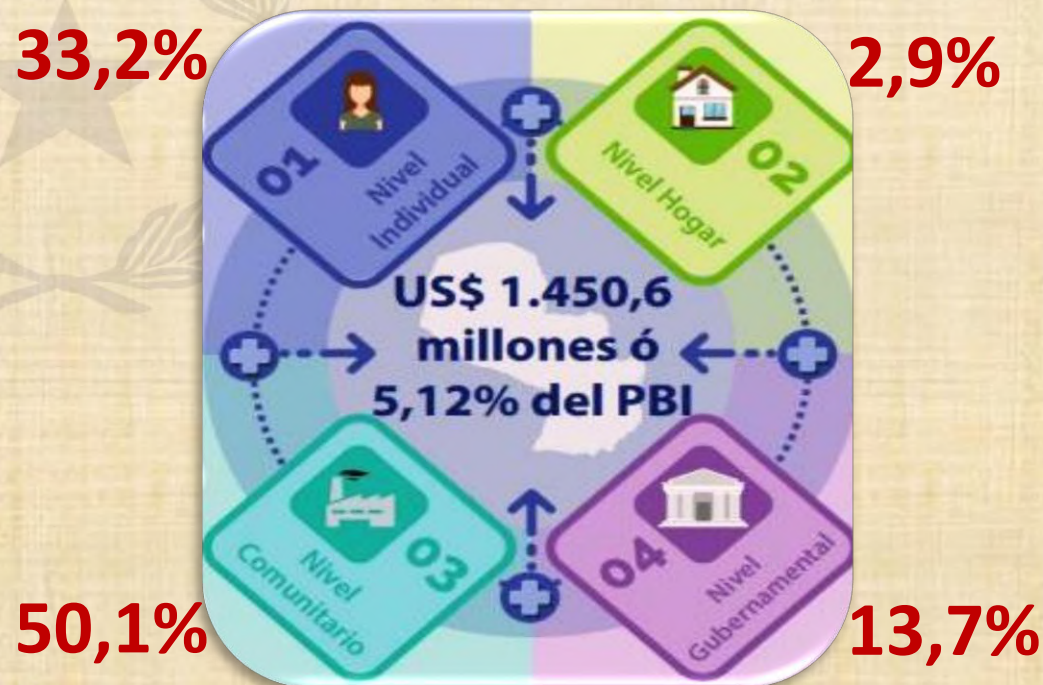 33,2%
2,9%
01
Nivel
Individual
02
Nivel Hogar
US$ 1.450,6
millones ó
5,12% del PBI
03
Nivel
Comunitario
04
Nivel
Gubernamental
50,1%
13,7%